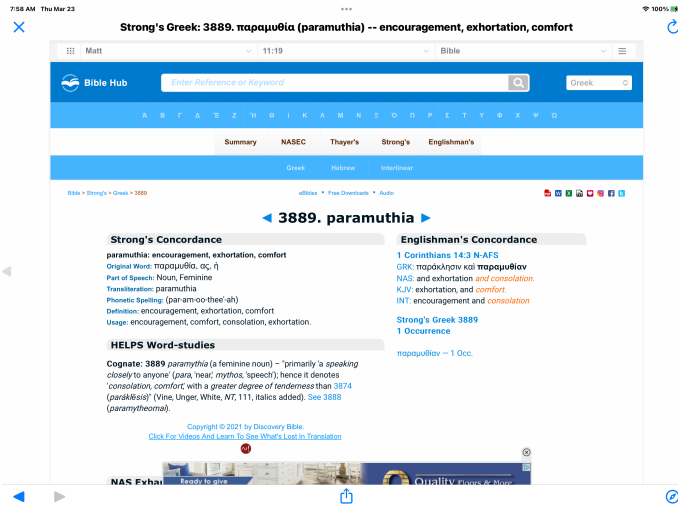 7:58 AM Thu Mar 23
100%
Strong's Greek: 3889. παραμυθία (paramuthia) -- encouragement, exhortation, comfort
Matt 11:19 Bible
Bible Hub Enter Reference or Keyword Greek
Α Β Γ Δ Ἐ Ζ Ἡ Θ Ἰ Κ Λ Μ Ν Ξ Ὀ Π Ρ Σ Τ Υ Φ Χ Ψ Ὠ
Summary NASEC Thayer's Strong's Englishman's
Greek Hebrew Interlinear
Bible > Strong's > Greek > 3889
eBibles • Free Downloads • Audio
◄ 3889. paramuthia ►
Strong's Concordance
paramuthia: encouragement, exhortation, comfort
Original Word: παραμυθία, ας, ἡ
Part of Speech: Noun, Feminine
Transliteration: paramuthia
Phonetic Spelling: (par-am-oo-thee'-ah)
Definition: encouragement, exhortation, comfort
Usage: encouragement, comfort, consolation, exhortation.
HELPS Word-studies
Cognate: 3889 paramythía (a feminine noun) – "primarily 'a speaking
closely to anyone' (para, 'near,' mythos, 'speech'); hence it denotes
'consolation, comfort,' with a greater degree of tenderness than 3874
(paráklēsis)" (Vine, Unger, White, NT, 111, italics added). See 3888
(paramytheomai).
Copyright © 2021 by Discovery Bible.
Click For Videos And Learn To See What's Lost In Translation
NAS Exhau
Englishman's Concordance
1 Corinthians 14:3 N-AFS
GRK: παράκλησιν καὶ παραμυθίαν
NAS: and exhortation and consolation.
KJV: exhortation, and comfort.
INT: encouragement and consolation
Strong's Greek 3889
1 Occurrence
παραμυθίαν — 1 Occ.
Ready to give
Quality Floors & More